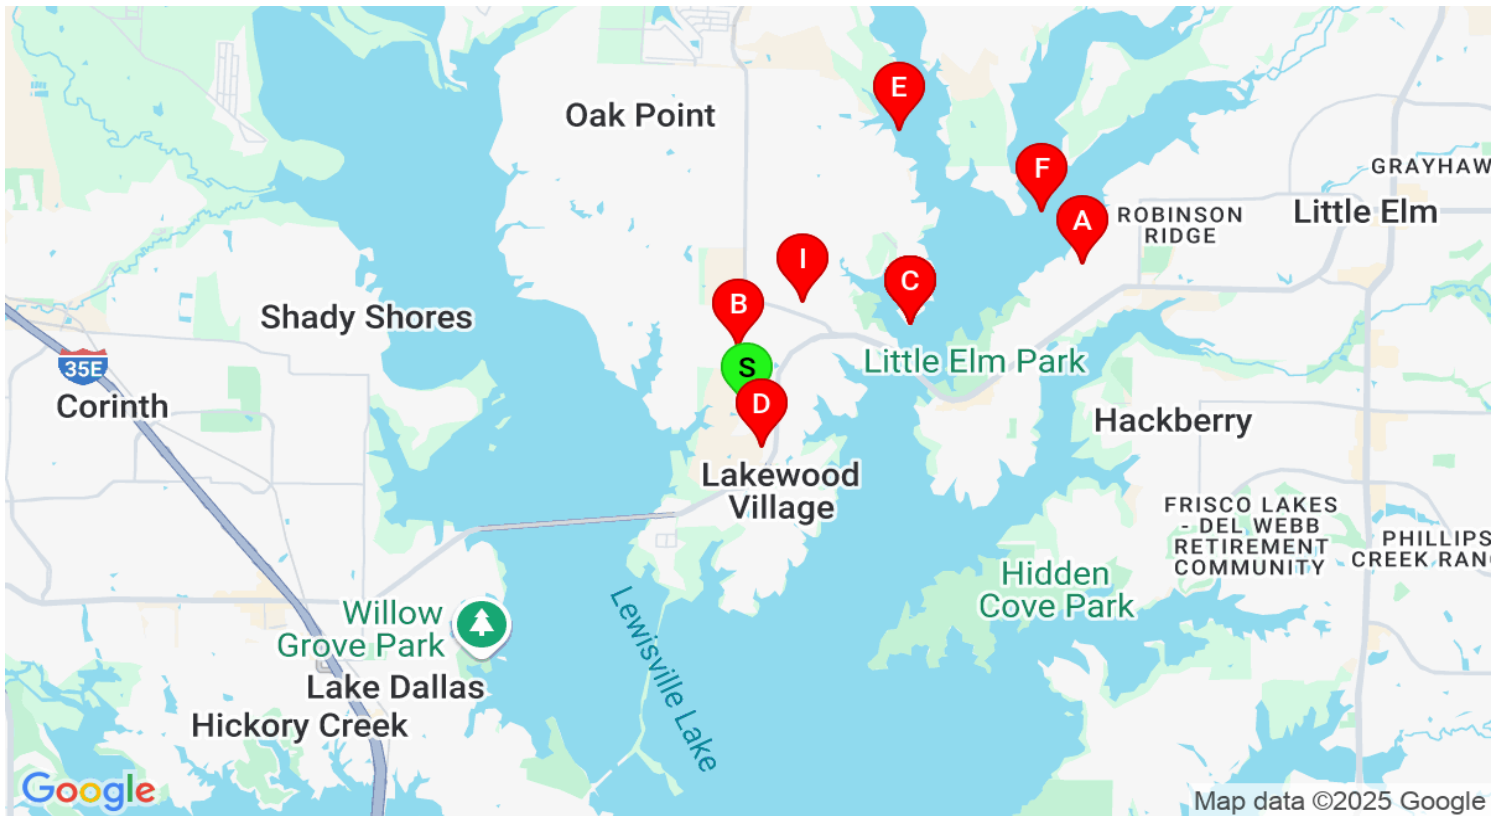 E
Oak Point
F
GRAYHAW
A
ROBINSON
RIDGE
Little Elm
I
C
B
Shady Shores
35E
S
Little Elm Park
D
Corinth
Hackberry
Lakewood
Village
FRISCO LAKES
- DEL WEBB
RETIREMENT
COMMUNITY
PHILLIPS
CREEK RAN
Hidden
Cove Park
Willow
Grove Park
Lewisville Lake
Lake Dallas
Hickory Creek
Google
Map data ©2025 Google